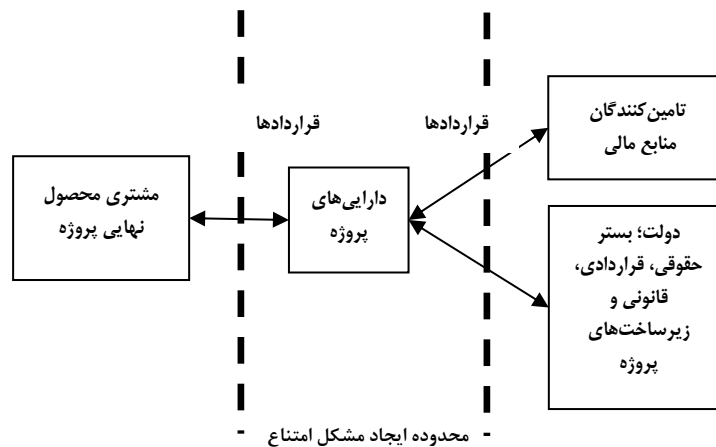 تامین‌کنندگان
منابع مالی
قراردادها
قراردادها
دارایی‌های
پروژه
مشتری محصول
نهایی پروژه
دولت؛ بستر
حقوقی، قراردادی،
قانونی و
زیرساخت‌های
پروژه
محدوده ایجاد مشکل امتناع